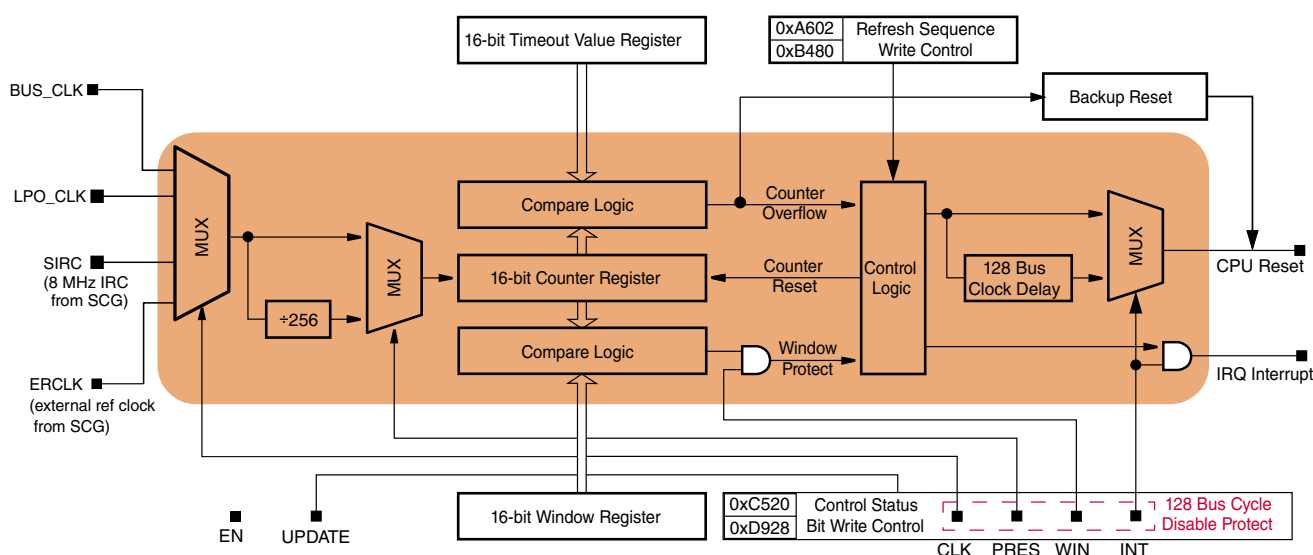 16-bit Timeout Value Register
0xA602
0xB480
Refresh Sequence
Write Control
BUS_CLK
Backup Reset
LPO_CLK
MUX
SIRC
(8 MHz IRC
from SCG)
÷256
MUX
Compare Logic
16-bit Counter Register
Compare Logic
Counter
Overflow
Counter
Reset
Window
Protect
Control
Logic
128 Bus
Clock Delay
MUX
CPU Reset
IRQ Interrupt
ERCLK
(external ref clock
from SCG)
16-bit Window Register
0xC520
0xD928
Control Status
Bit Write Control
128 Bus Cycle
Disable Protect
EN
UPDATE
CLK
PRES
WIN
INT